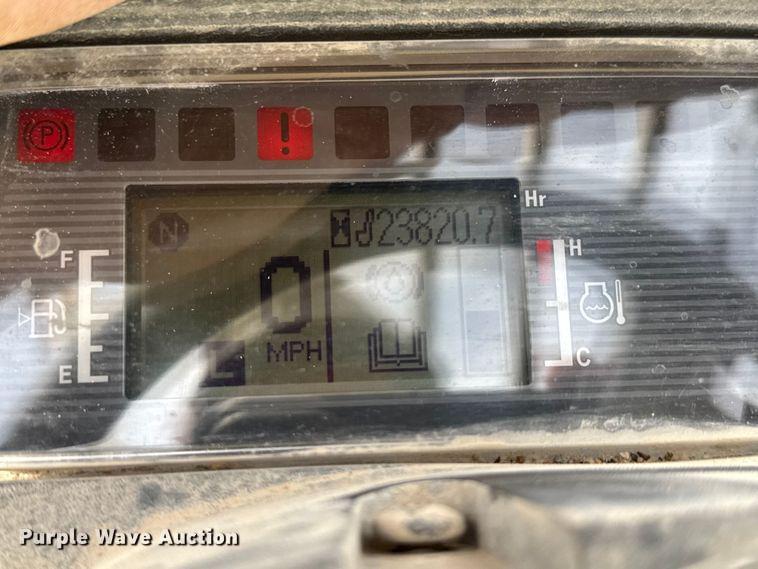 P !
Hr
N 23820.7
F H
0
MPH
E C
Purple Wave Auction